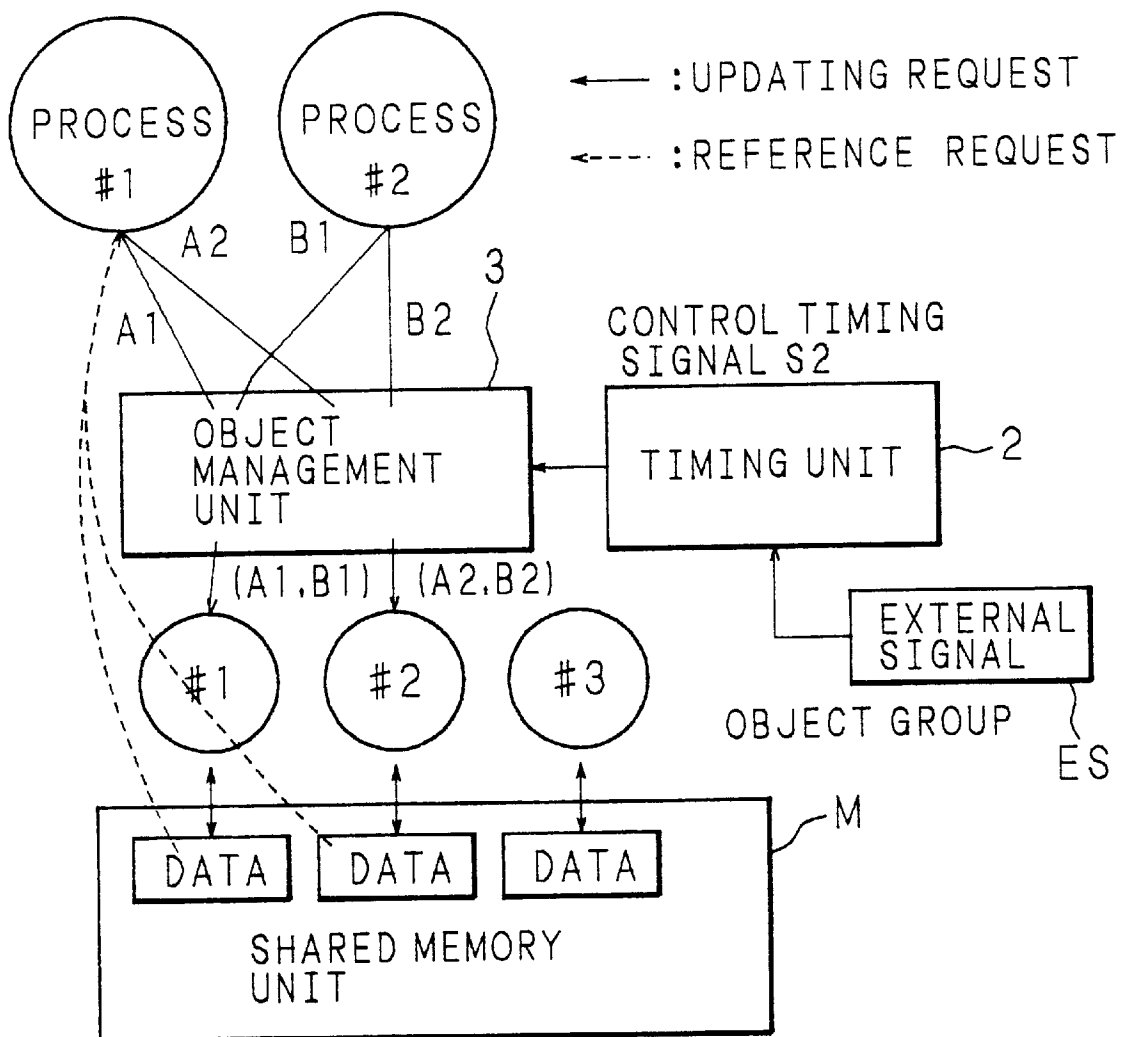 PROCESS
#1
PROCESS
#2
:UPDATING REQUEST
:REFERENCE REQUEST
A2
B1
A1
B2
3
CONTROL TIMING
SIGNAL S2
OBJECT
MANAGEMENT
UNIT
TIMING UNIT
2
(A1,B1)
(A2,B2)
EXTERNAL
SIGNAL
#1
#2
#3
OBJECT GROUP
ES
M
DATA
DATA
DATA
SHARED MEMORY
UNIT